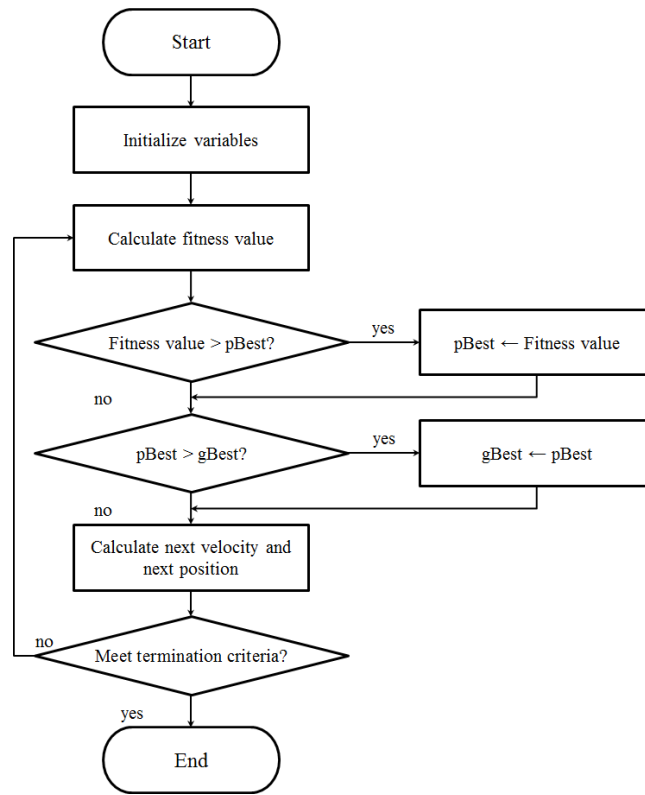 Start
Initialize variables
Calculate fitness value
Fitness value > pBest?
yes
pBest ← Fitness value
no
pBest > gBest?
yes
gBest ← pBest
no
Calculate next velocity and
next position
no
Meet termination criteria?
yes
End